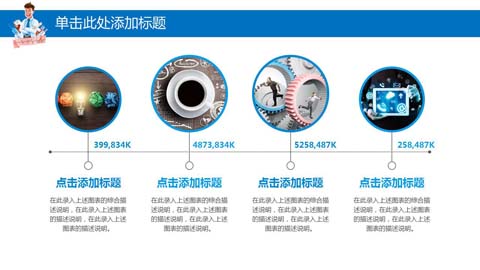 单击此处添加标题
399,834K
4873,834K
5258,487K
258,487K
点击添加标题
点击添加标题
点击添加标题
点击添加标题
在此录入上述图表的综合描
述说明，在此录入上述图表
的描述说明，在此录入上述
图表的描述说明。
在此录入上述图表的综合描
述说明，在此录入上述图表
的描述说明，在此录入上述
图表的描述说明。
在此录入上述图表的综合描
述说明，在此录入上述图表
的描述说明，在此录入上述
图表的描述说明。
在此录入上述图表的综合描
述说明，在此录入上述图表
的描述说明，在此录入上述
图表的描述说明。